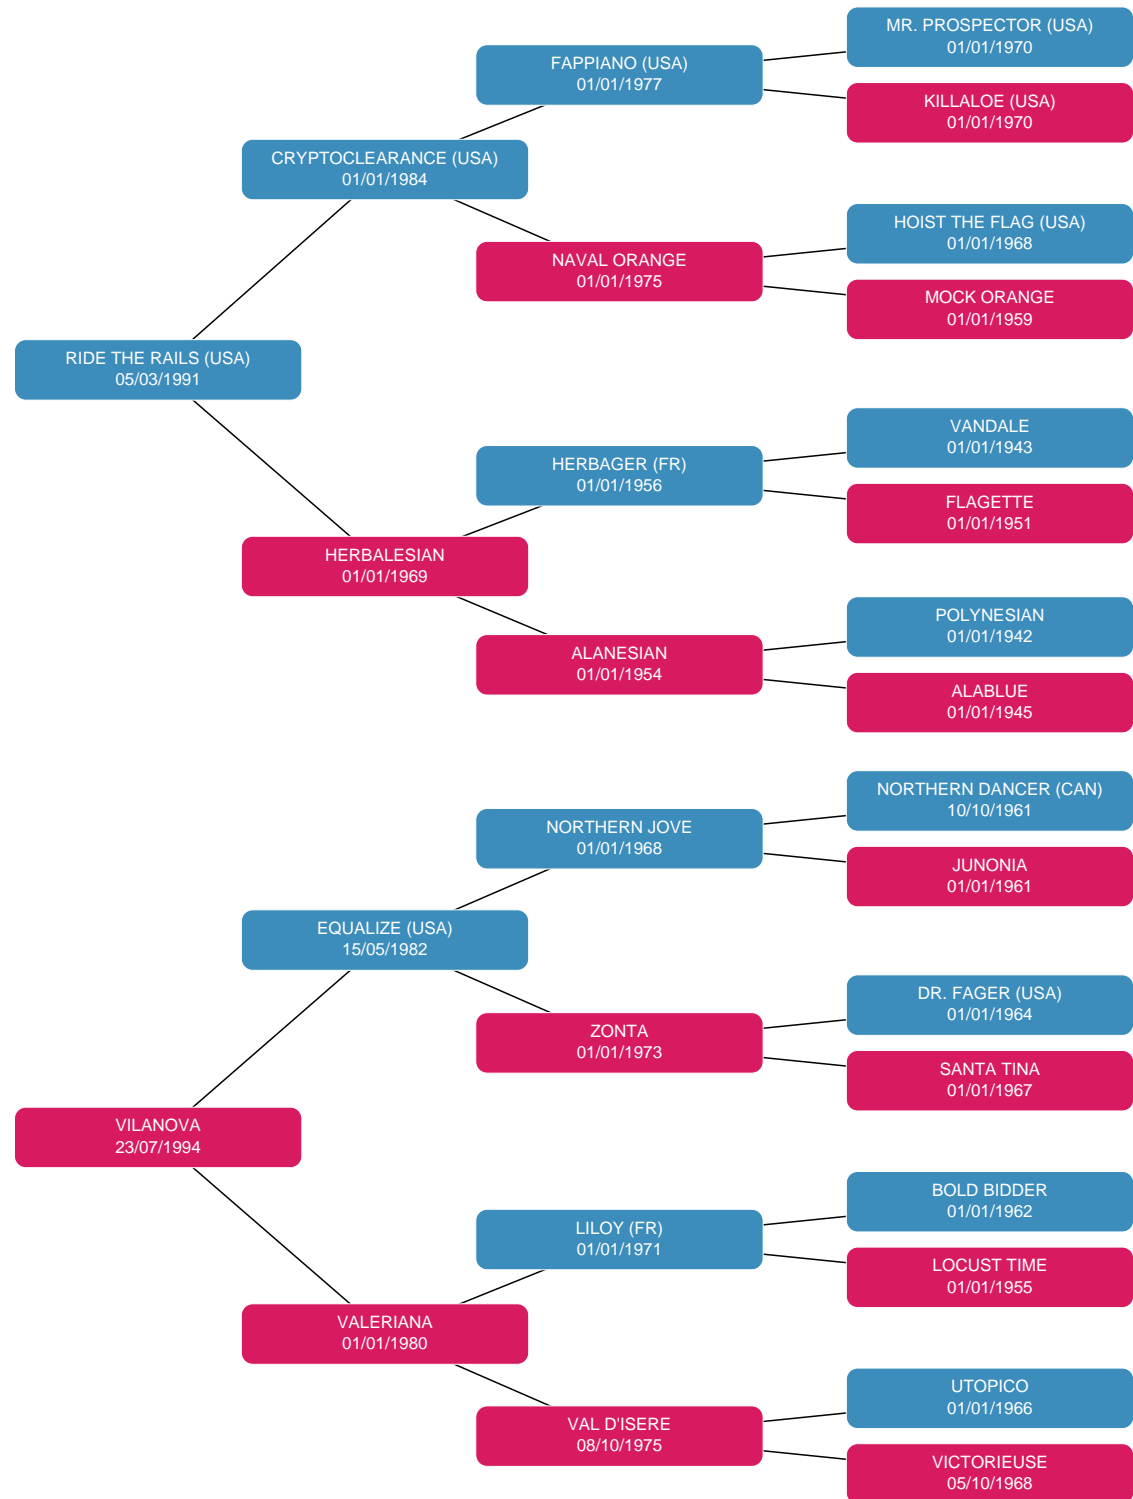 MR. PROSPECTOR (USA)
01/01/1970
FAPPIANO (USA)
01/01/1977
KILLALOE (USA)
01/01/1970
CRYPTOCLEARANCE (USA)
01/01/1984
HOIST THE FLAG (USA)
01/01/1968
NAVAL ORANGE
01/01/1975
MOCK ORANGE
01/01/1959
RIDE THE RAILS (USA)
05/03/1991
VANDALE
01/01/1943
HERBAGER (FR)
01/01/1956
FLAGETTE
01/01/1951
HERBALESIAN
01/01/1969
POLYNESIAN
01/01/1942
ALANESIAN
01/01/1954
ALABLUE
01/01/1945
NORTHERN DANCER (CAN)
10/10/1961
NORTHERN JOVE
01/01/1968
JUNONIA
01/01/1961
EQUALIZE (USA)
15/05/1982
DR. FAGER (USA)
01/01/1964
ZONTA
01/01/1973
SANTA TINA
01/01/1967
VILANOVA
23/07/1994
BOLD BIDDER
01/01/1962
LILOY (FR)
01/01/1971
LOCUST TIME
01/01/1955
VALERIANA
01/01/1980
UTOPICO
01/01/1966
VAL D'ISERE
08/10/1975
VICTORIEUSE
05/10/1968